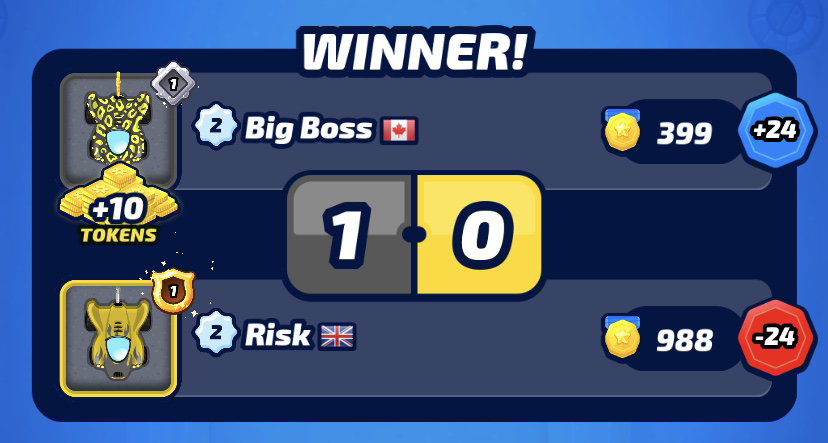 WINNER!
1
2 Big Boss 399 +24
+10
TOKENS
1 0
1
2 Risk 988 -24